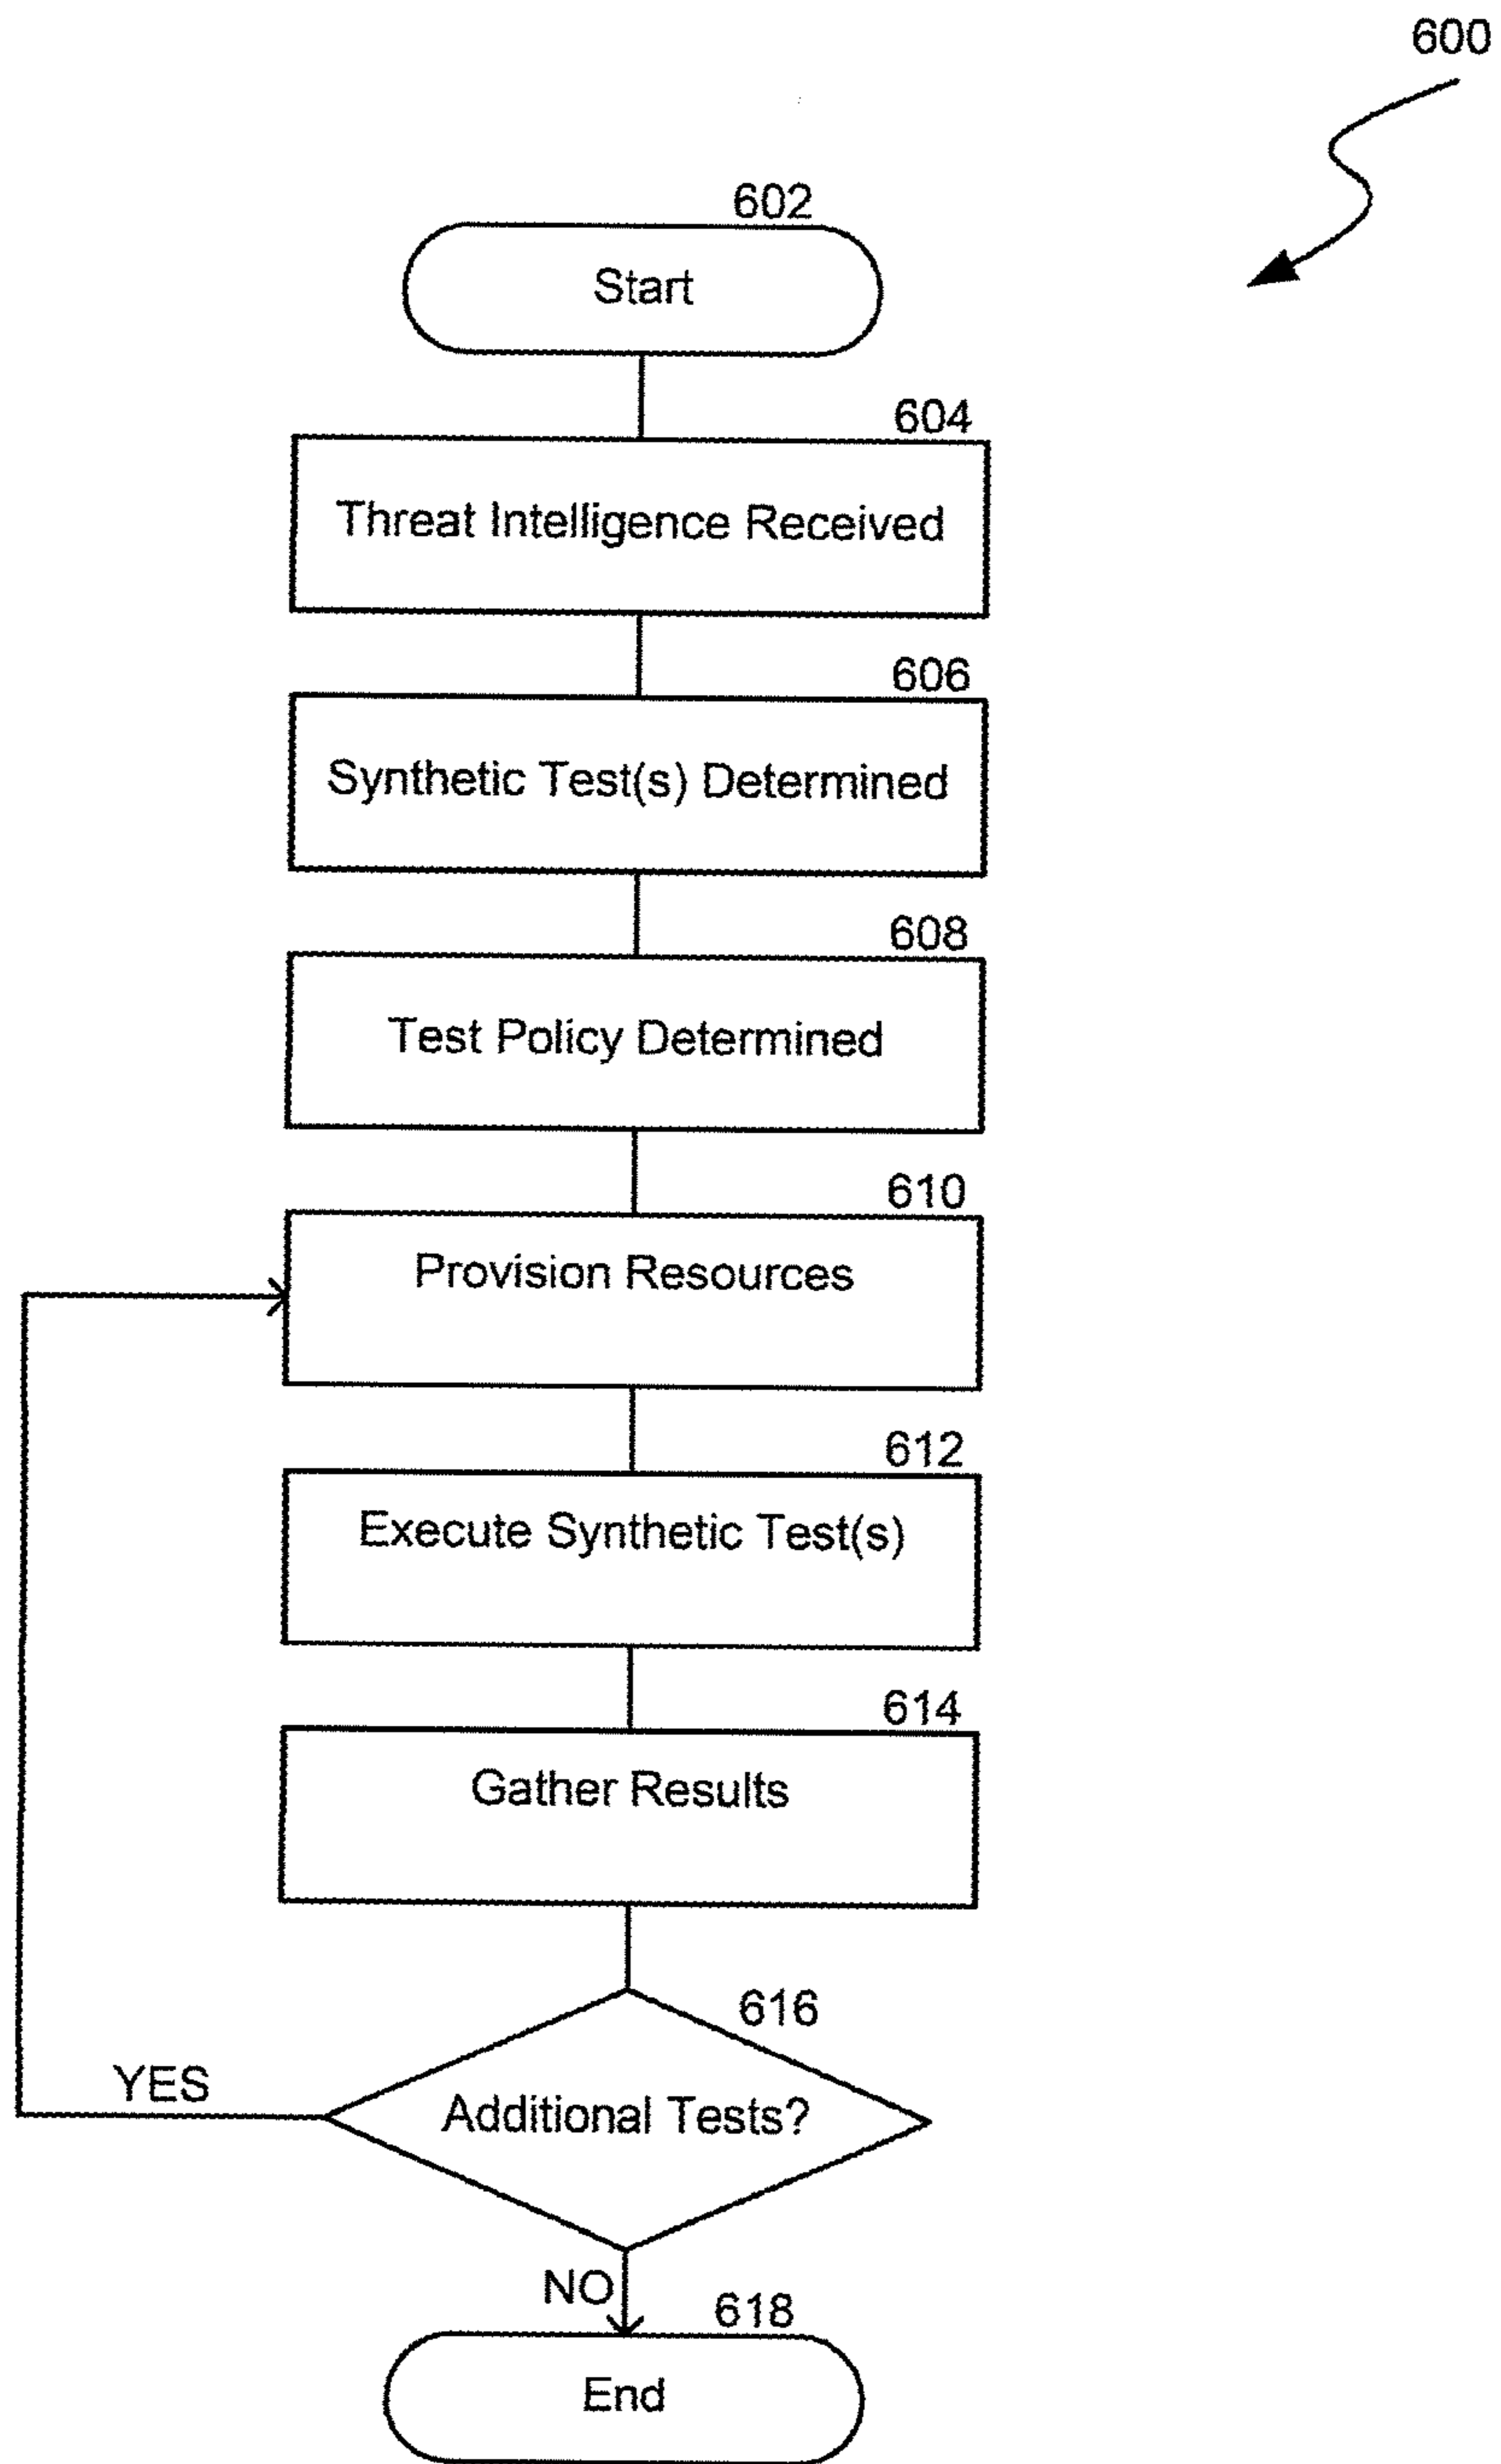 600
602
Start
604
Threat Intelligence Received
606
Synthetic Test(s) Determined
608
Test Policy Determined
610
Provision Resources
612
Execute Synthetic Test(s)
614
Gather Results
616
Additional Tests?
YES
NO
618
End